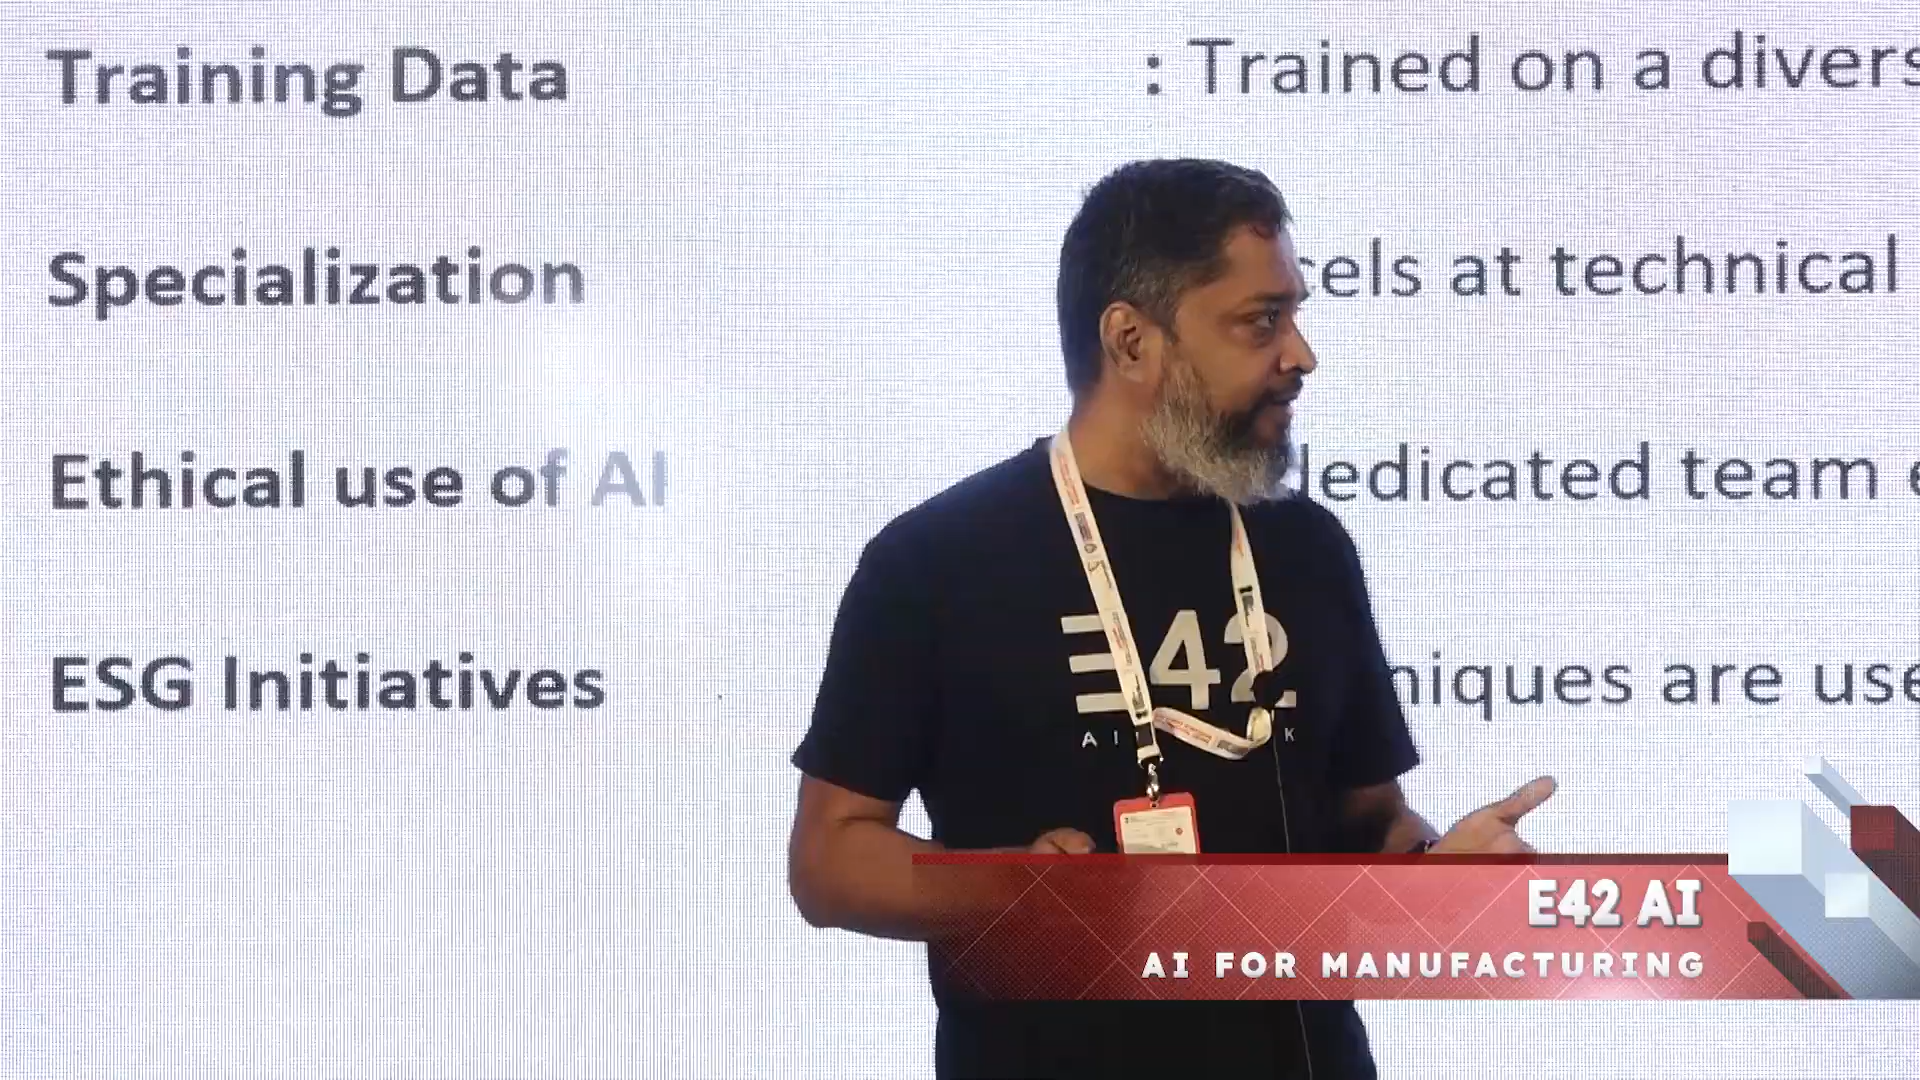 Training Data : Trained on a divers
Specialization cels at technical
Ethical use of AI dedicated team e
ESG Initiatives niques are use
E42
E42 AI
AI FOR MANUFACTURING